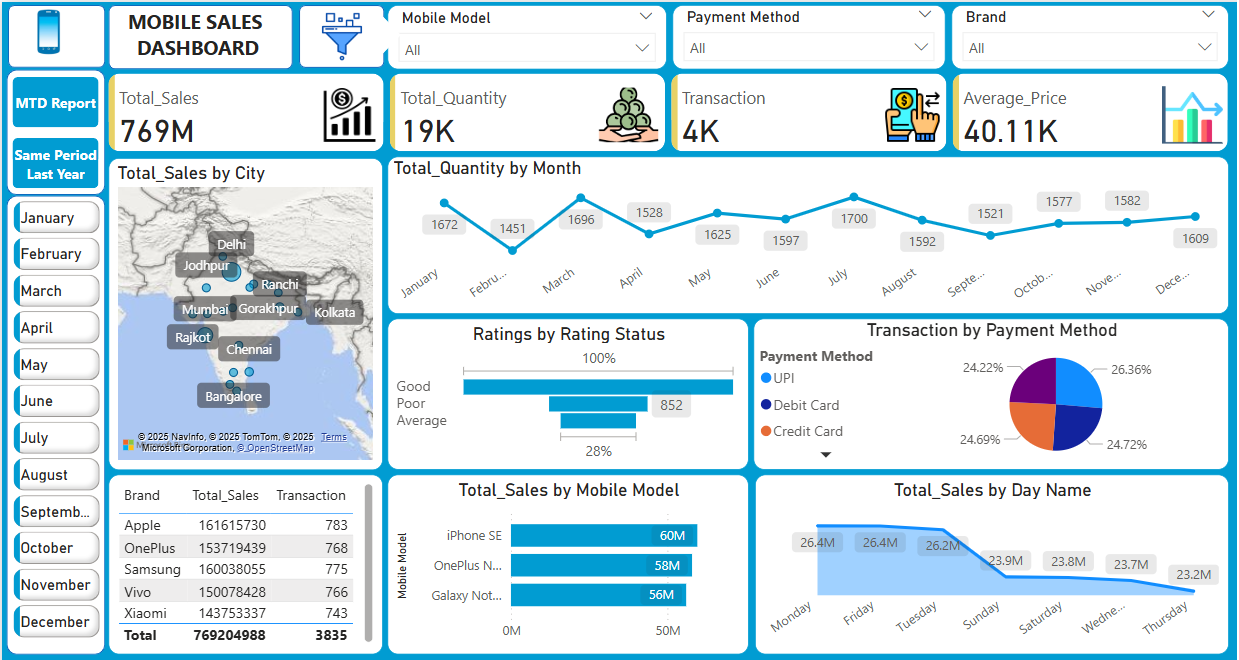 MOBILE SALES
DASHBOARD
Mobile Model
All
Payment Method
All
Brand
All
MTD Report
Same Period
Last Year
Total_Sales
769M
Total_Quantity
19K
Transaction
4K
Average_Price
40.11K
January
February
March
April
May
June
July
August
Septemb...
October
November
December
Total_Sales by City
Delhi
Jodhpur
Ranchi
Mumbai
Gorakhpur
Kolkata
Rajkot
Chennai
Bangalore
© 2025 NavInfo, © 2025 TomTom, © 2025 Terms
Microsoft Corporation, © OpenStreetMap
Total_Quantity by Month
1672
1451
1696
1528
1625
1597
1700
1592
1521
1577
1582
1609
January
Febru...
March
April
May
June
July
August
Septe...
Octob...
Nove...
Dece...
Ratings by Rating Status
100%
Good
Poor
Average
852
28%
Transaction by Payment Method
Payment Method
UPI
Debit Card
Credit Card
24.22%
26.36%
24.69%
24.72%
Brand Total_Sales Transaction
Apple 161615730 783
OnePlus 153719439 768
Samsung 160038055 775
Vivo 150078428 766
Xiaomi 143753337 743
Total 769204988 3835
Total_Sales by Mobile Model
Mobile Model
iPhone SE 60M
OnePlus N... 58M
Galaxy Not... 56M
0M 50M
Total_Sales by Day Name
26.4M
26.4M
26.2M
23.9M
23.8M
23.7M
23.2M
Monday
Friday
Tuesday
Sunday
Saturday
Wedne...
Thursday